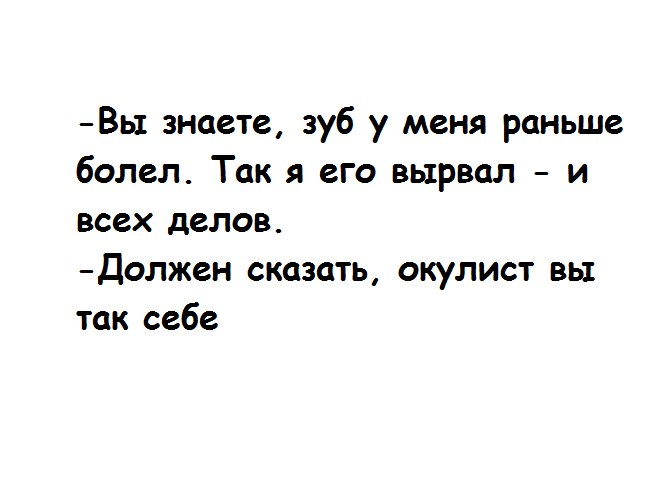 -Вы знаете, зуб у меня раньше
болел. Так я его вырвал - и
всех делов.
-Должен сказать, окулист вы
так себе